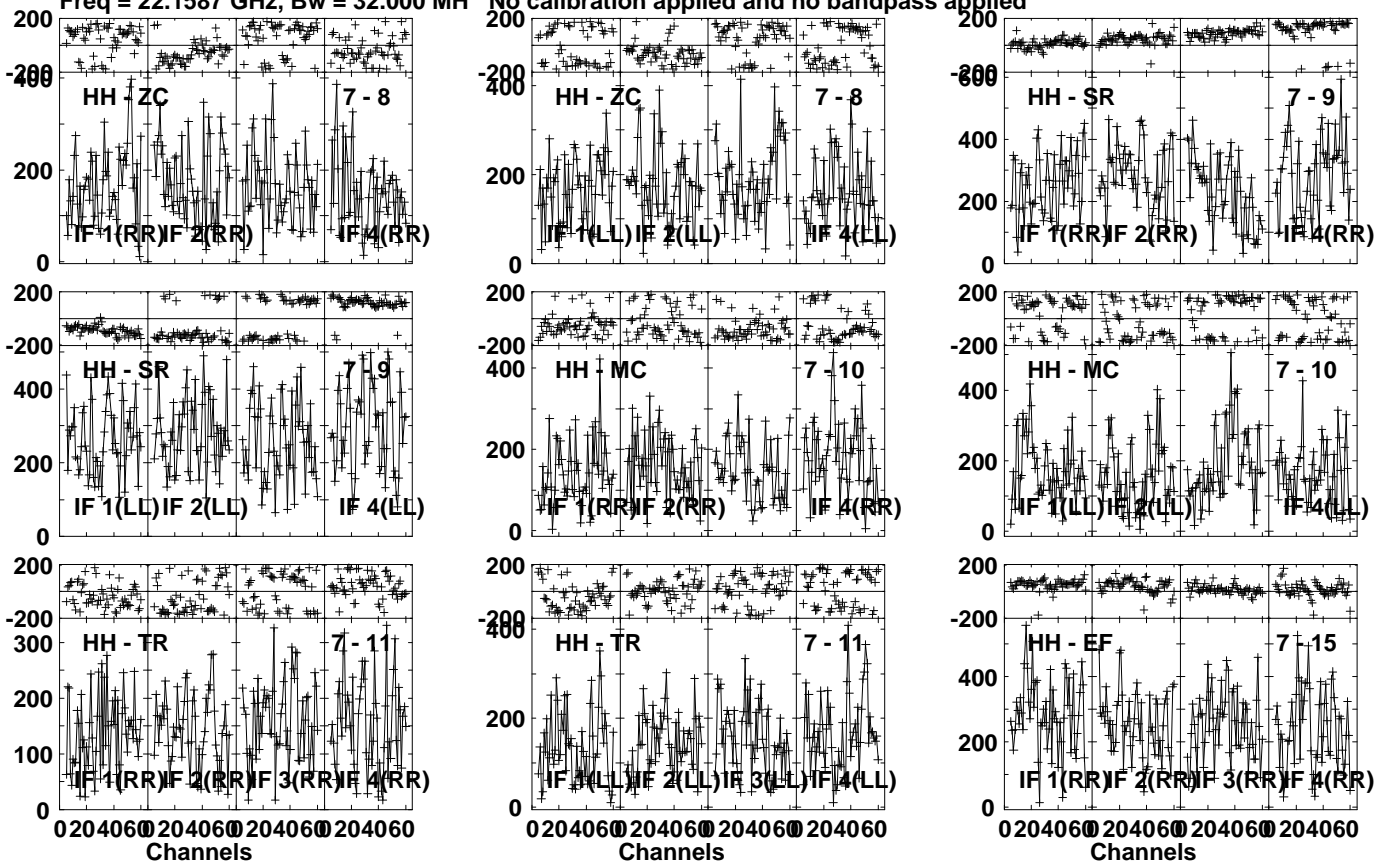 Freq = 22.1587 GHz, Bw = 32.000 MH No calibration applied and no bandpass applied
200
-200
400
200
0
HH - ZC 7 - 8
IF 1(RR) IF 2(RR) IF 4(RR)
200
-200
400
200
0
HH - ZC 7 - 8
IF 1(LL) IF 2(LL) IF 4(LL)
200
-200
600
400
200
0
HH - SR 7 - 9
IF 1(RR) IF 2(RR) IF 4(RR)
200
-200
400
200
0
HH - SR 7 - 9
IF 1(LL) IF 2(LL) IF 4(LL)
200
-200
400
200
0
HH - MC 7 - 10
IF 1(RR) IF 2(RR) IF 4(RR)
200
-200
400
200
0
HH - MC 7 - 10
IF 1(LL) IF 2(LL) IF 4(LL)
200
-200
300
200
100
0
HH - TR 7 - 11
IF 1(RR) IF 2(RR) IF 3(RR) IF 4(RR)
0 20 40 60 0 20 40 60 0 20 40 60 0 20 40 60
Channels
200
-200
400
200
0
HH - TR 7 - 11
IF 1(LL) IF 2(LL) IF 3(LL) IF 4(LL)
0 20 40 60 0 20 40 60 0 20 40 60 0 20 40 60
Channels
200
-200
400
200
0
HH - EF 7 - 15
IF 1(RR) IF 2(RR) IF 3(RR) IF 4(RR)
0 20 40 60 0 20 40 60 0 20 40 60 0 20 40 60
Channels